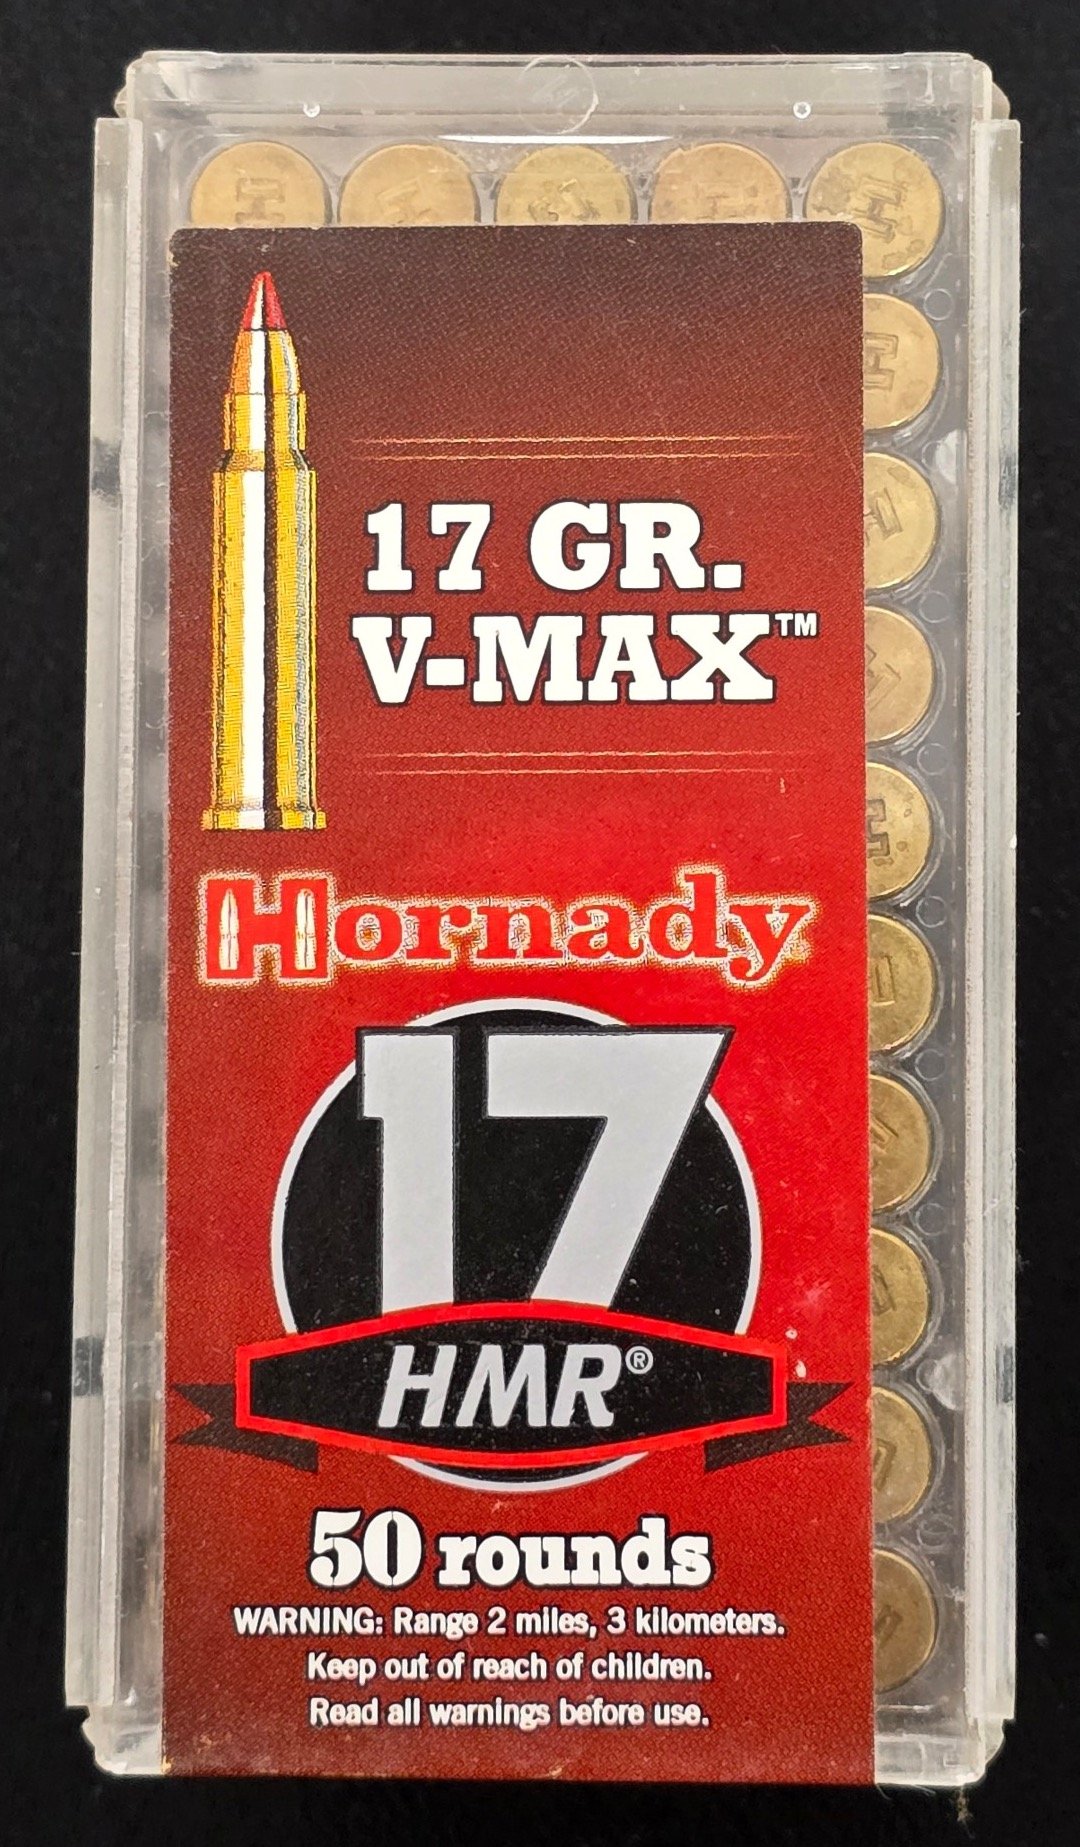 17 GR.
V-MAX™
Hornady
17
HMR®
50 rounds
WARNING: Range 2 miles, 3 kilometers.
Keep out of reach of children.
Read all warnings before use.